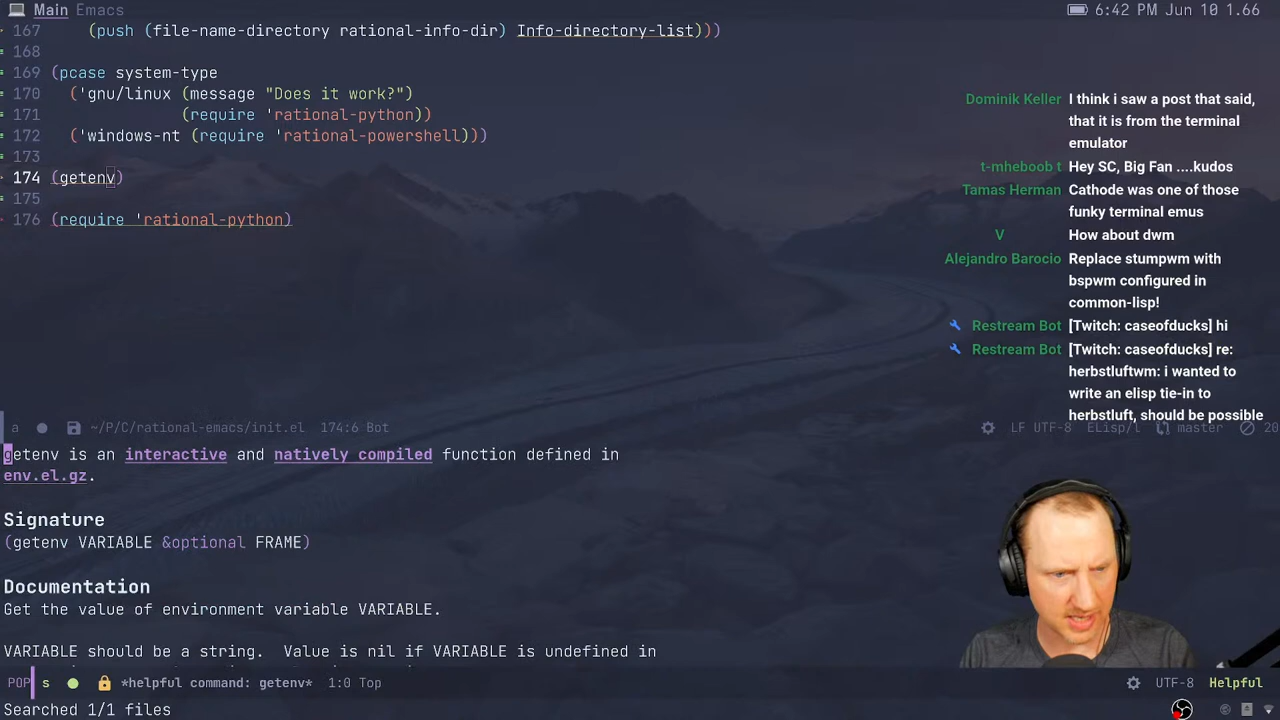 Main Emacs
6:42 PM Jun 10 1.66
167 (push (file-name-directory rational-info-dir) Info-directory-list)))
168
169 (pcase system-type
170 ('gnu/linux (message "Does it work?")
171 (require 'rational-python))
172 ('windows-nt (require 'rational-powershell)))
173
174 (getenv)
175
176 (require 'rational-python)
Dominik Keller I think i saw a post that said,
that it is from the terminal
emulator
t-mheboob t Hey SC, Big Fan ....kudos
Tamas Herman Cathode was one of those
funky terminal emus
V How about dwm
Alejandro Barocio Replace stumpwm with
bspwm configured in
common-lisp!
Restream Bot [Twitch: caseofducks] hi
Restream Bot [Twitch: caseofducks] re:
herbstluftwm: i wanted to
write an elisp tie-in to
herbstluft, should be possible
a ~/P/C/rational-emacs/init.el 174:6 Bot
LF UTF-8 ELisp/l master 20
getenv is an interactive and natively compiled function defined in
env.el.gz.
Signature
(getenv VARIABLE &optional FRAME)
Documentation
Get the value of environment variable VARIABLE.
VARIABLE should be a string. Value is nil if VARIABLE is undefined in
POP s *helpful command: getenv* 1:0 Top
UTF-8 Helpful
Searched 1/1 files